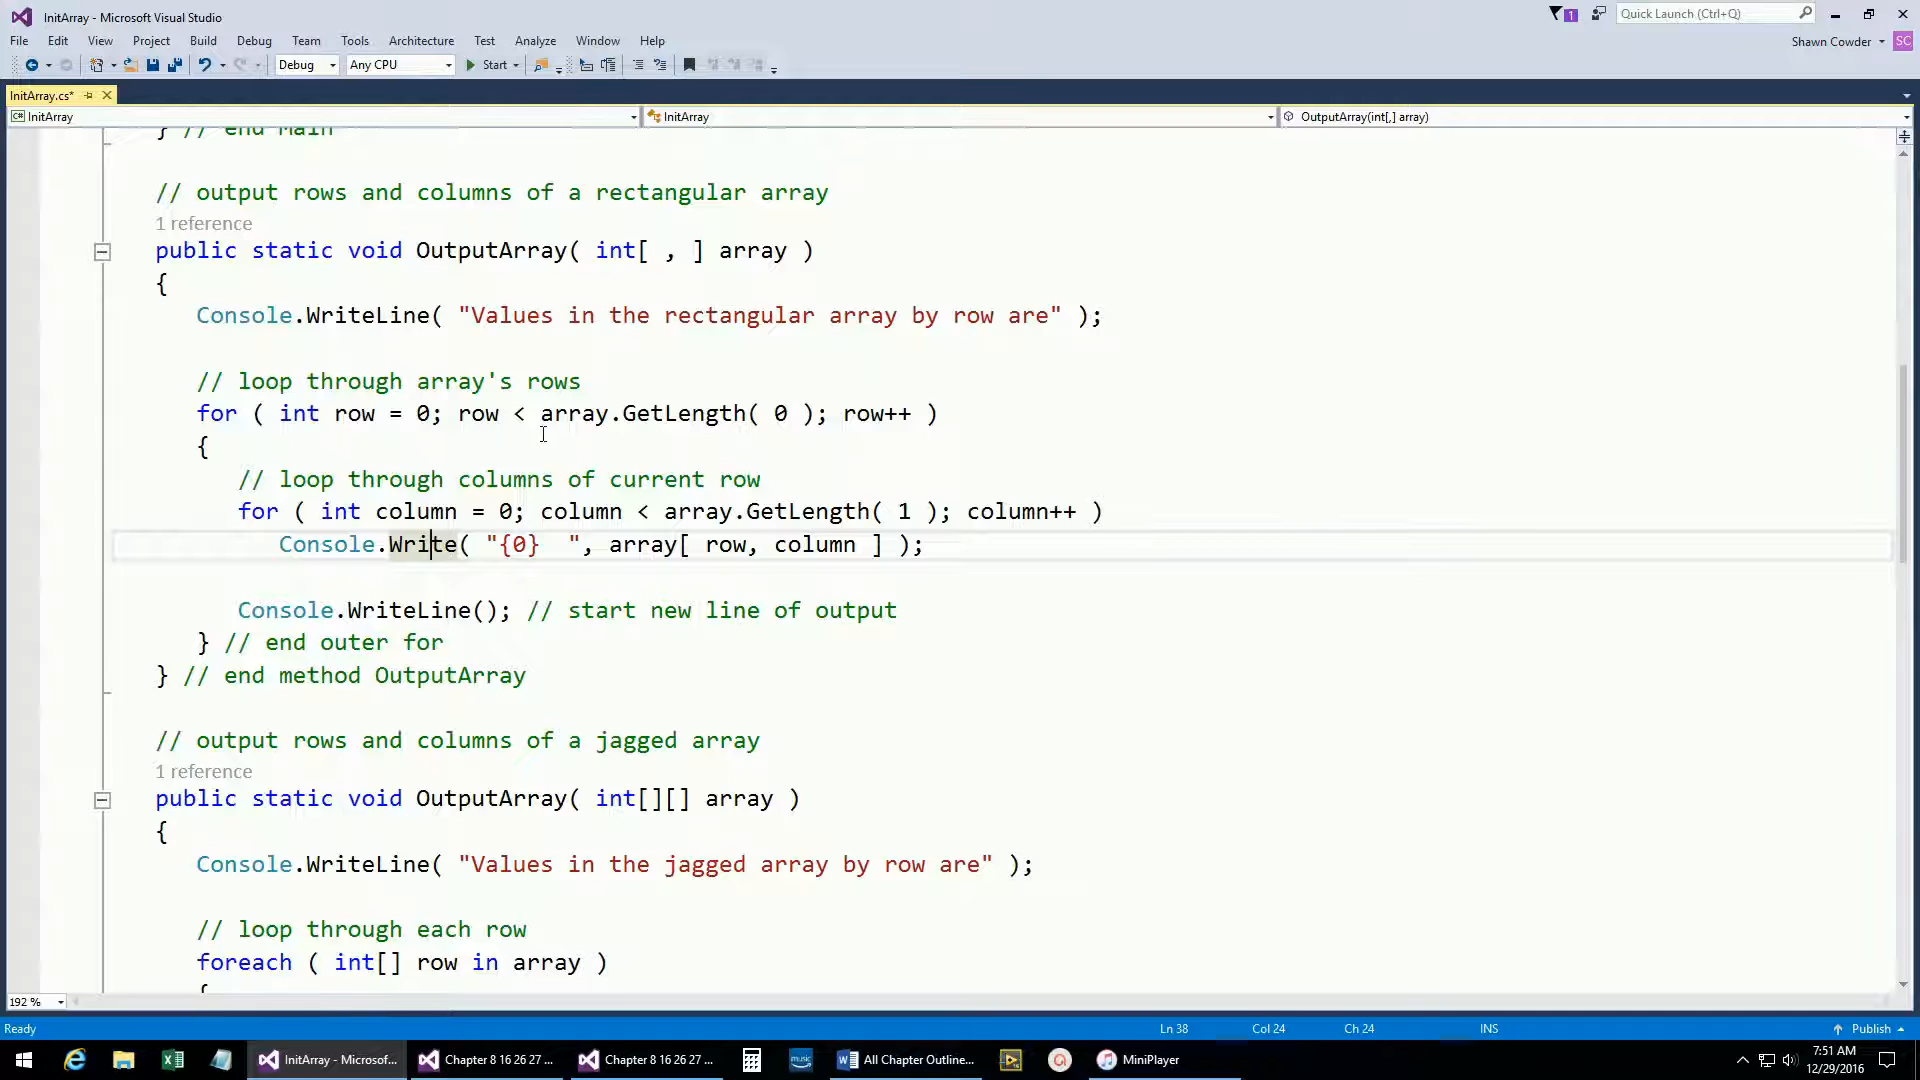 InitArray - Microsoft Visual Studio
1
Quick Launch (Ctrl+Q)
File Edit View Project Build Debug Team Tools Architecture Test Analyze Window Help
Shawn Cowder
SC
Debug
Any CPU
Start
InitArray.cs*
C# InitArray
InitArray
OutputArray(int[,] array)
} // end Main
// output rows and columns of a rectangular array
1 reference
public static void OutputArray( int[ , ] array )
{
Console.WriteLine( "Values in the rectangular array by row are" );
// loop through array's rows
for ( int row = 0; row < array.GetLength( 0 ); row++ )
{
// loop through columns of current row
for ( int column = 0; column < array.GetLength( 1 ); column++ )
Console.Write( "{0}  ", array[ row, column ] );
Console.WriteLine(); // start new line of output
} // end outer for
} // end method OutputArray
// output rows and columns of a jagged array
1 reference
public static void OutputArray( int[][] array )
{
Console.WriteLine( "Values in the jagged array by row are" );
// loop through each row
foreach ( int[] row in array )
{
192 %
Ready
Ln 38
Col 24
Ch 24
INS
Publish
InitArray - Microsof...
Chapter 8 16 26 27 ...
Chapter 8 16 26 27 ...
music
All Chapter Outline...
MiniPlayer
7:51 AM
12/29/2016